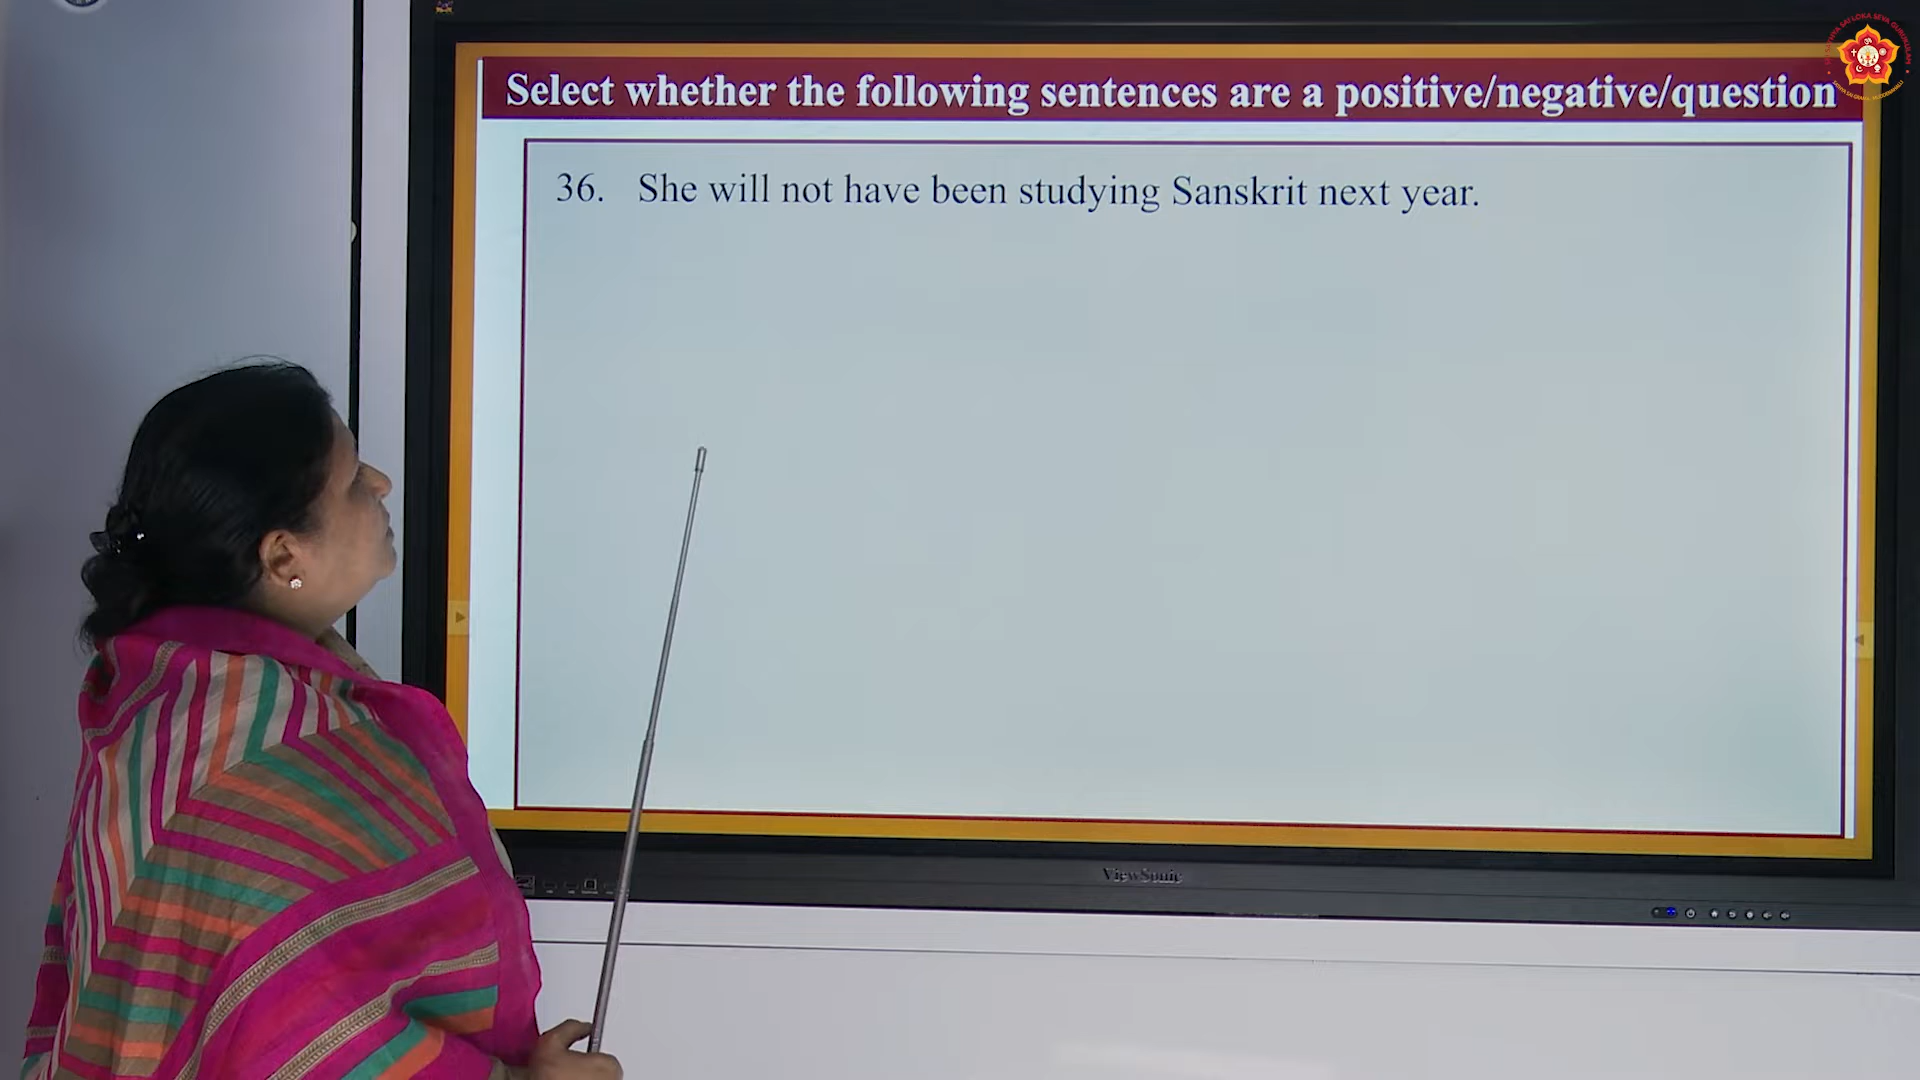 Select whether the following sentences are a positive/negative/question
36. She will not have been studying Sanskrit next year.
ViewSonic